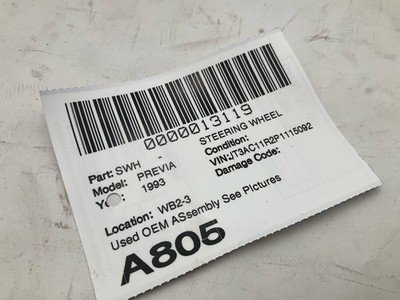 0000013119
Part: SWH STEERING WHEEL
Model: PREVIA Condition:
Y 1993 VIN:JT3AC11R2P1115092
Damage Code:
Location: WB2-3
Used OEM ASsembly See Pictures
A805